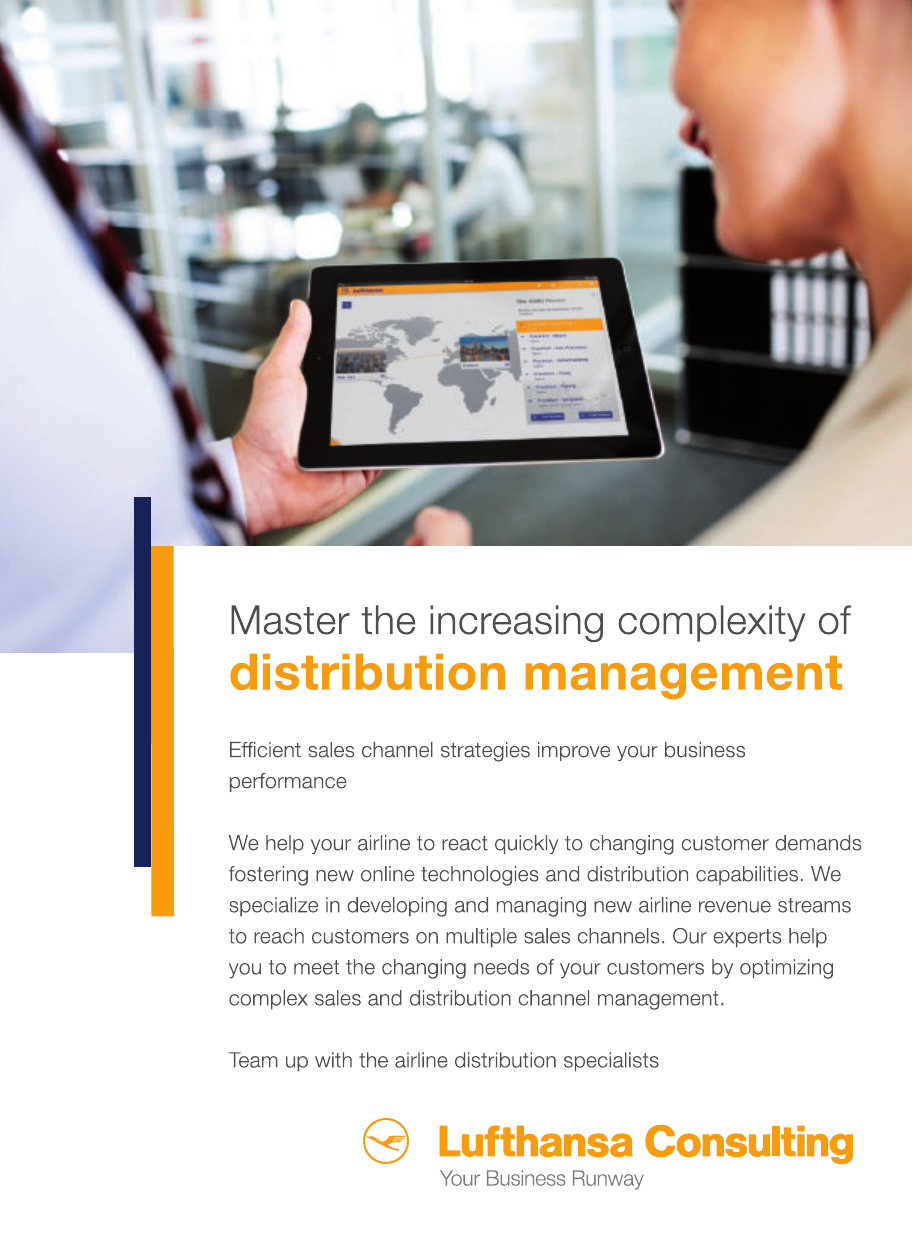 Lufthansa
Master the increasing complexity of
distribution management
Efficient sales channel strategies improve your business
performance
We help your airline to react quickly to changing customer demands
fostering new online technologies and distribution capabilities. We
specialize in developing and managing new airline revenue streams
to reach customers on multiple sales channels. Our experts help
you to meet the changing needs of your customers by optimizing
complex sales and distribution channel management.
Team up with the airline distribution specialists
Lufthansa Consulting
Your Business Runway